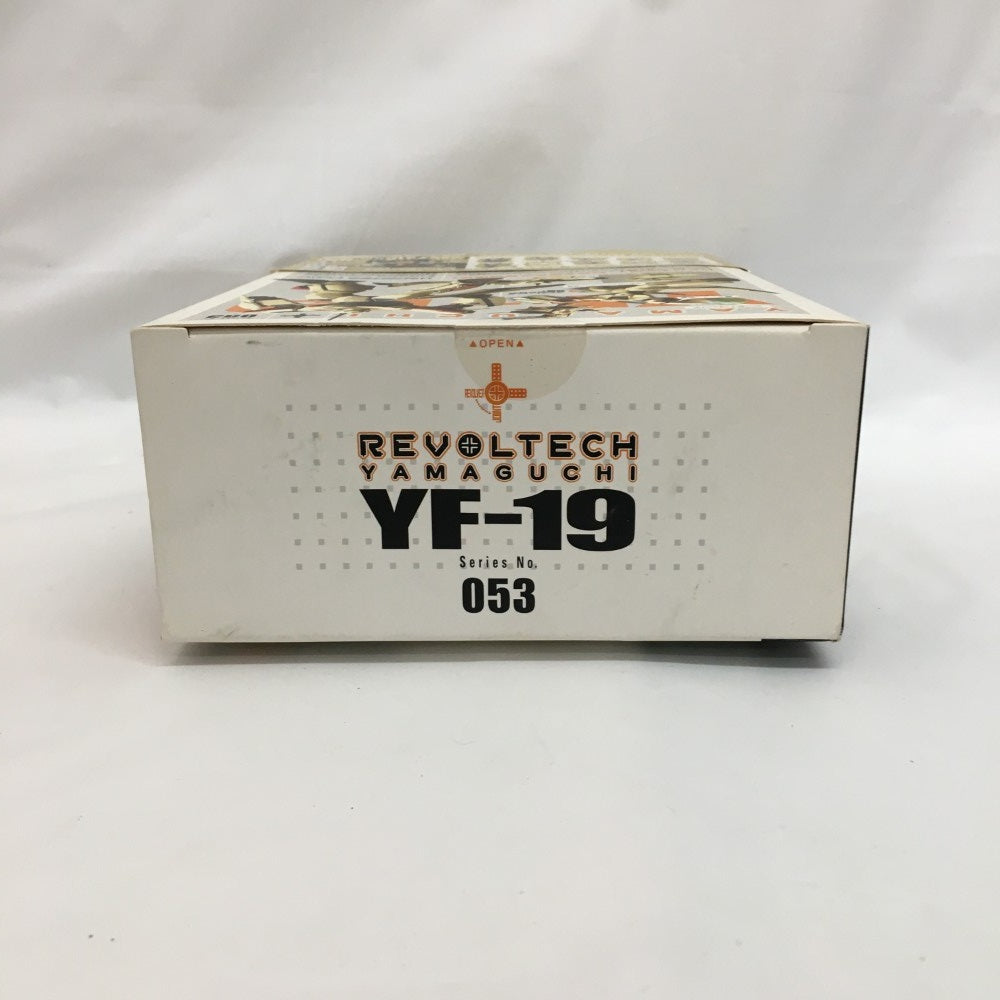 ▲OPEN▲
REVOLTECH
YAMAGUCHI
YF-19
Series No.
053